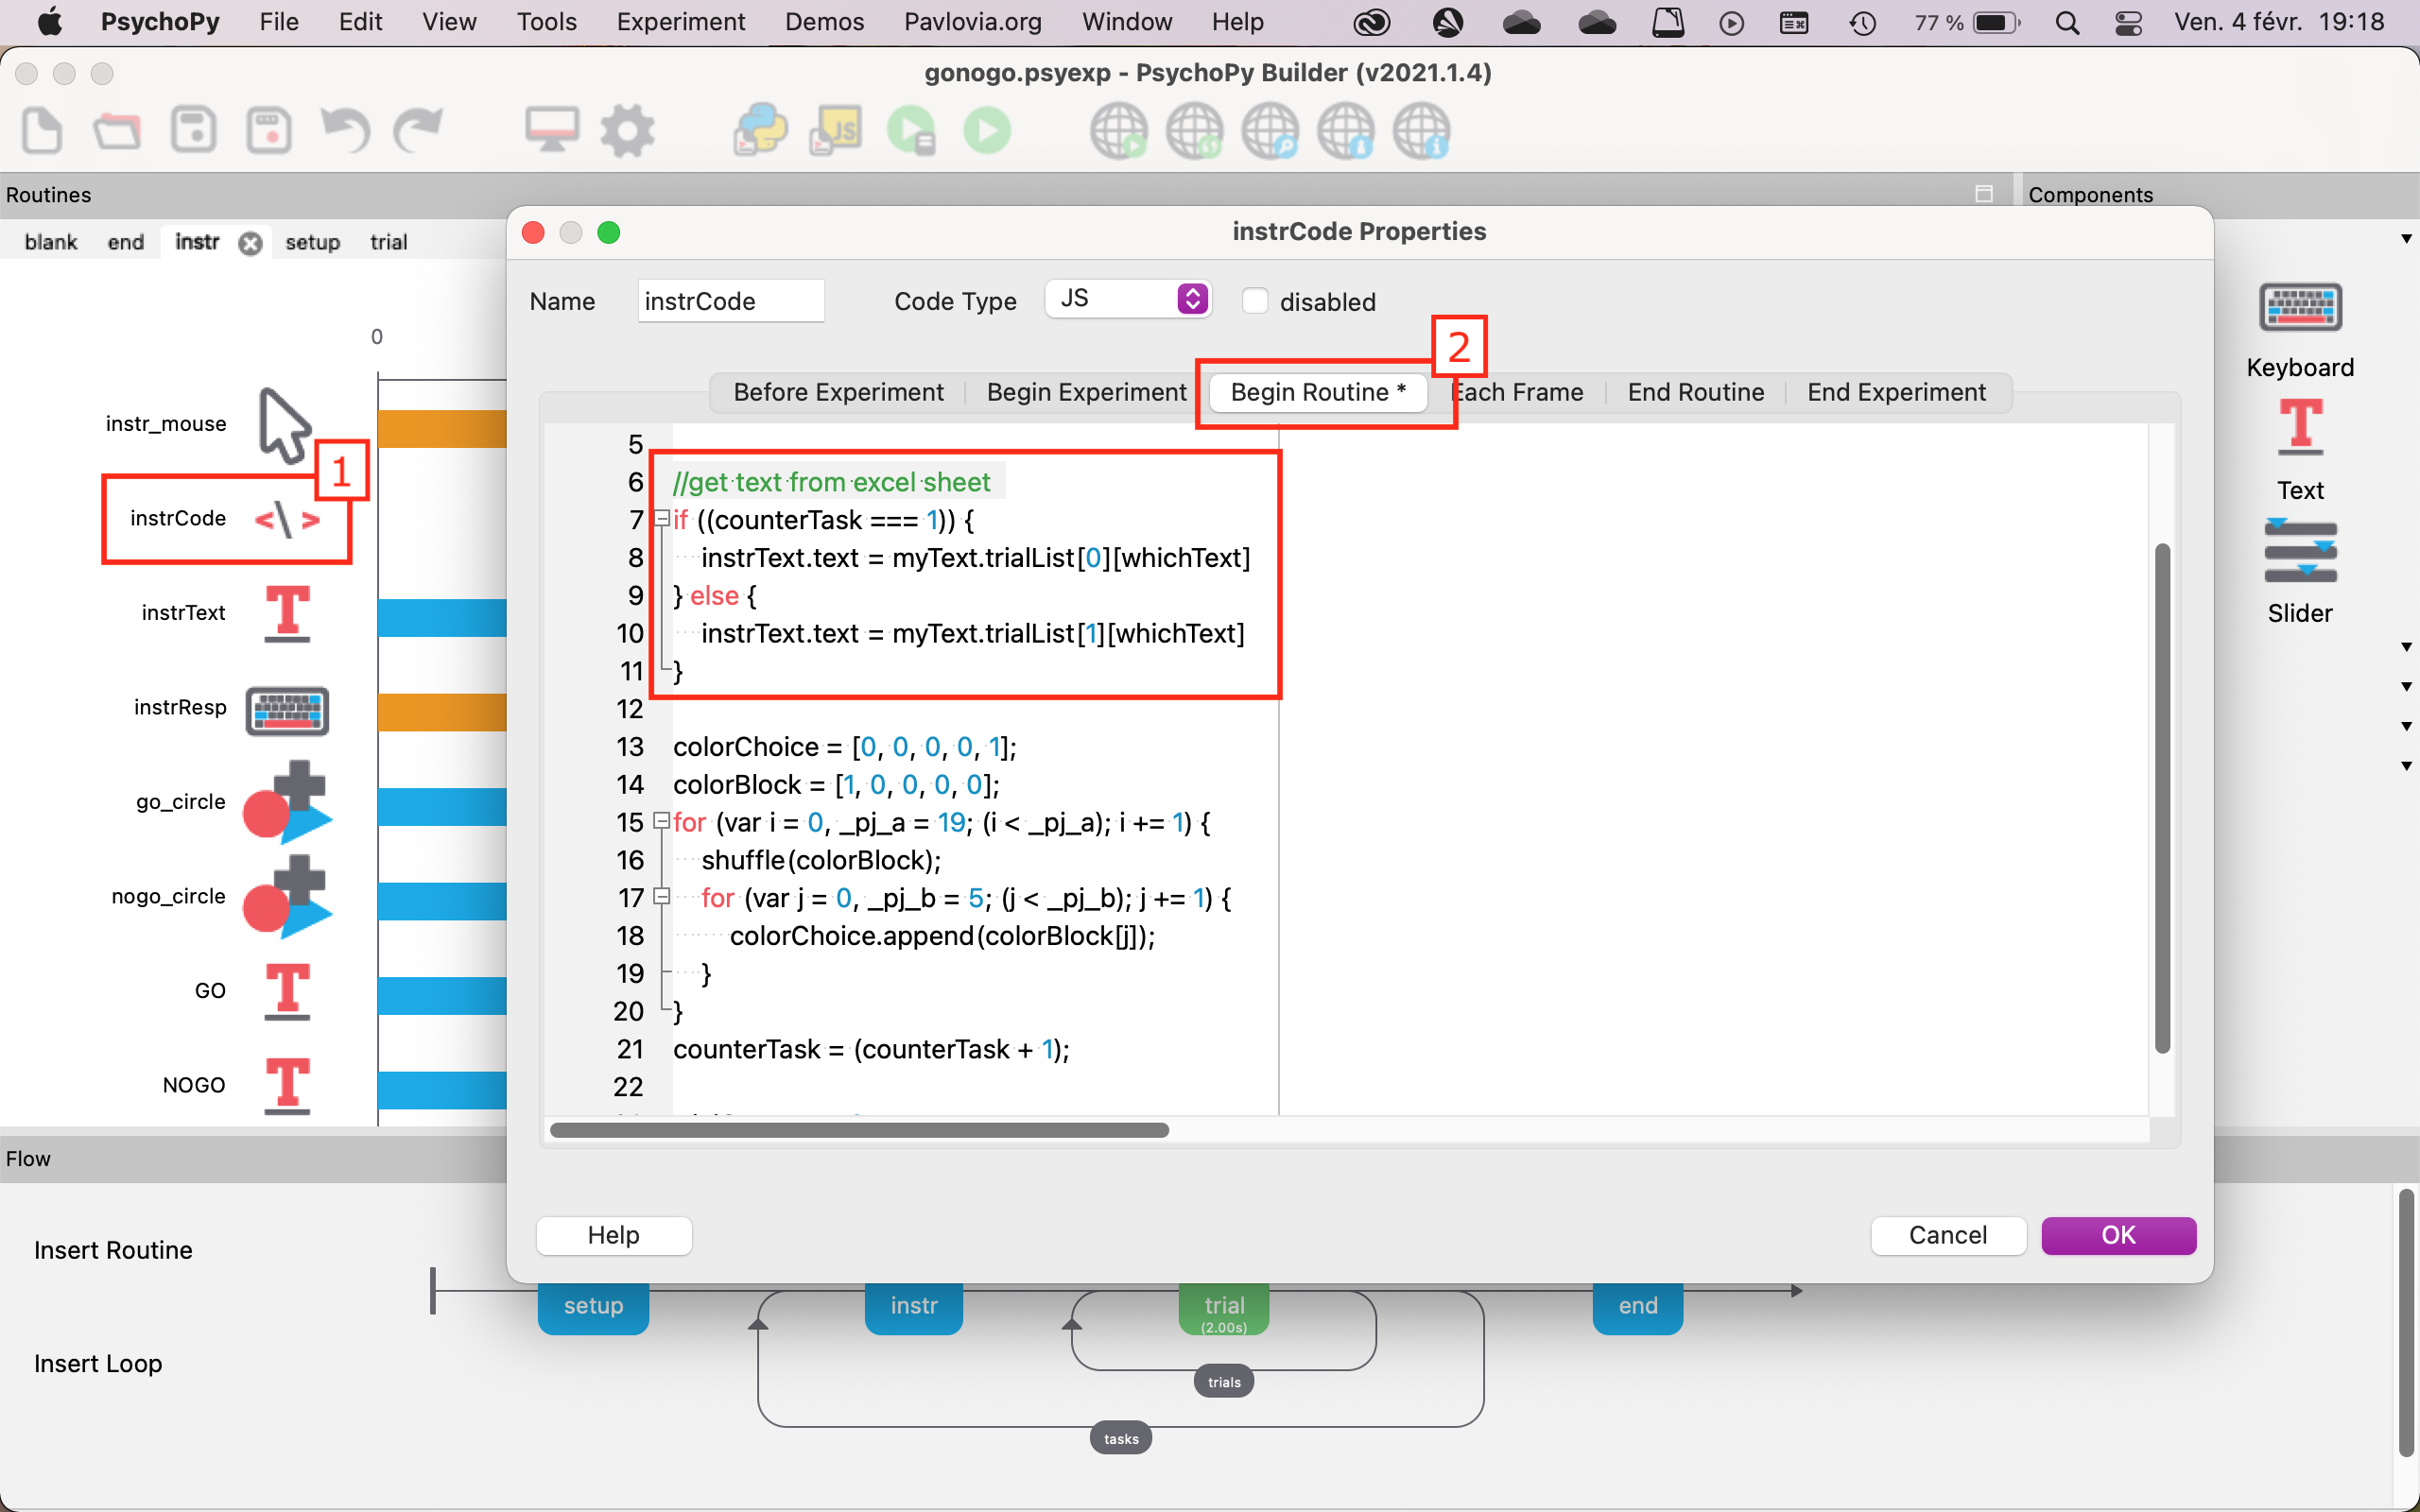 PsychoPy File Edit View Tools Experiment Demos Pavlovia.org Window Help 77 % Ven. 4 févr. 19:18
gonogo.psyexp - PsychoPy Builder (v2021.1.4)
JS
Routines
Components
blank end instr setup trial
instrCode Properties
Name instrCode Code Type JS disabled
0
2
Before Experiment Begin Experiment Begin Routine * Each Frame End Routine End Experiment
Keyboard
Text
Slider
instr_mouse
1
instrCode
instrText
instrResp
go_circle
nogo_circle
GO
NOGO
5
6 //get text from excel sheet
7 if ((counterTask === 1)) {
8 instrText.text = myText.trialList[0][whichText]
9 } else {
10 instrText.text = myText.trialList[1][whichText]
11 }
12
13 colorChoice = [0, 0, 0, 0, 1];
14 colorBlock = [1, 0, 0, 0, 0];
15 for (var i = 0, _pj_a = 19; (i < _pj_a); i += 1) {
16 shuffle(colorBlock);
17 for (var j = 0, _pj_b = 5; (j < _pj_b); j += 1) {
18 colorChoice.append(colorBlock[j]);
19 }
20 }
21 counterTask = (counterTask + 1);
22
Help Cancel OK
Flow
Insert Routine
Insert Loop
setup instr trial end
(2.00s)
trials
tasks